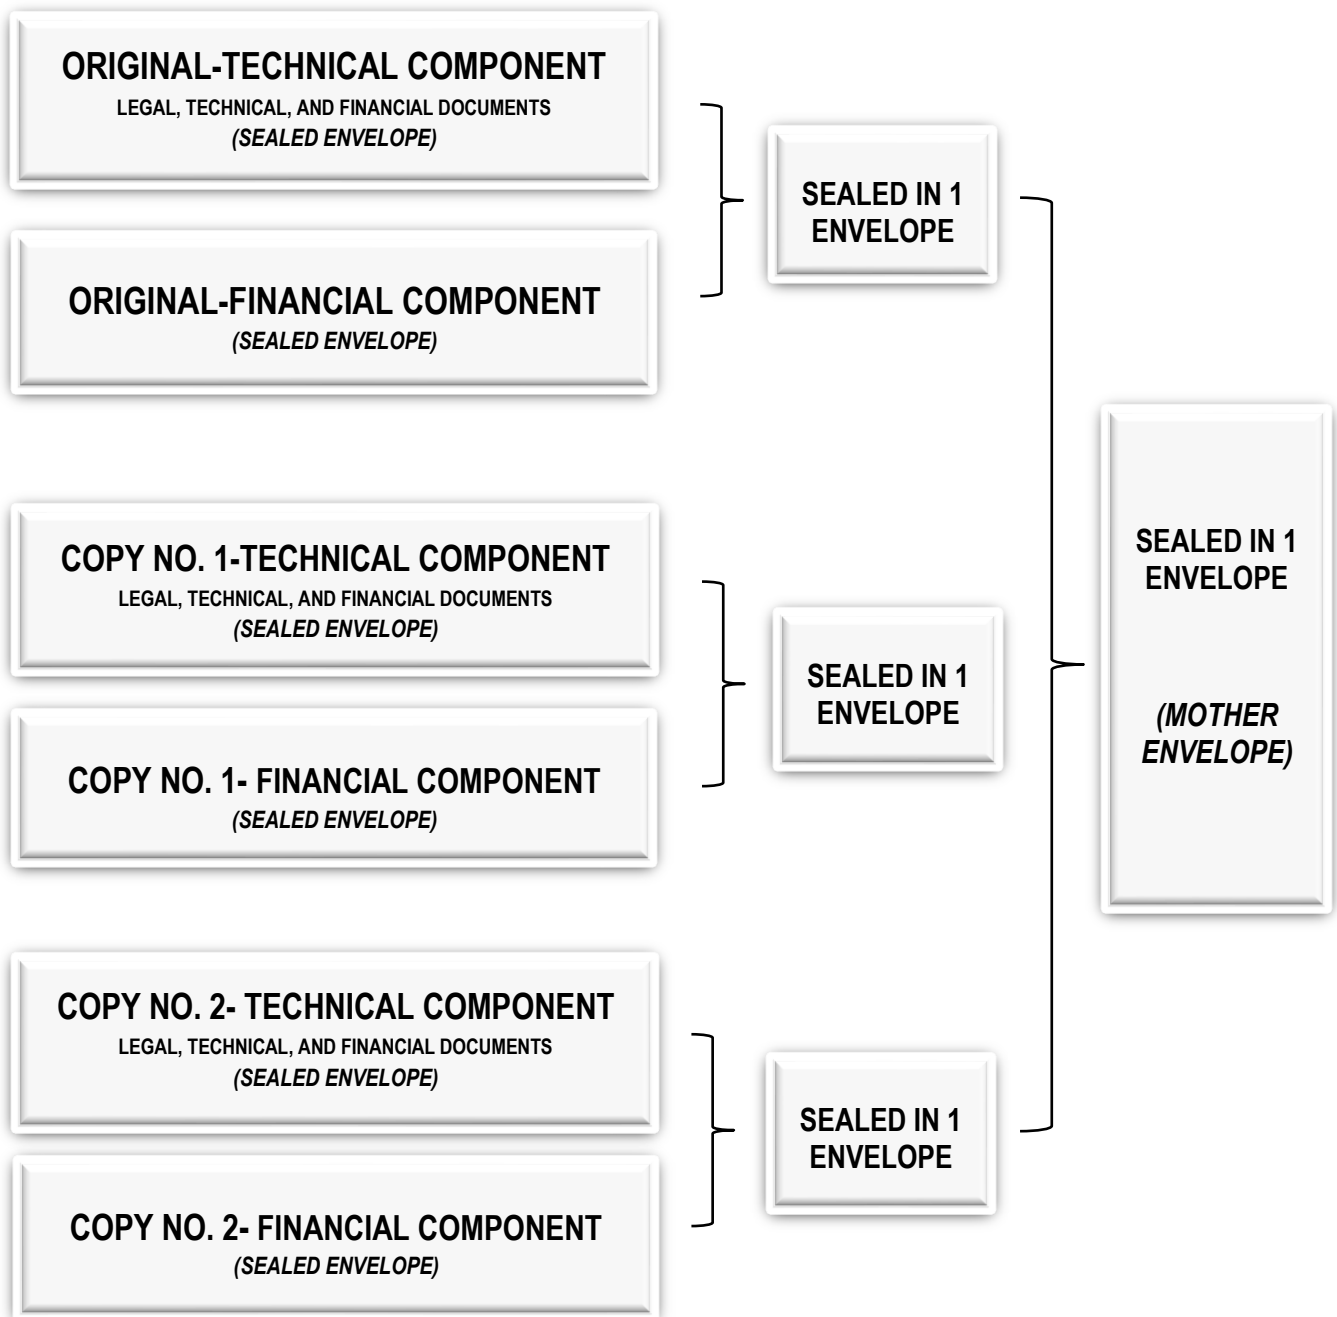 ORIGINAL-TECHNICAL COMPONENT
LEGAL, TECHNICAL, AND FINANCIAL DOCUMENTS
(SEALED ENVELOPE)
ORIGINAL-FINANCIAL COMPONENT
(SEALED ENVELOPE)
SEALED IN 1
ENVELOPE
COPY NO. 1-TECHNICAL COMPONENT
LEGAL, TECHNICAL, AND FINANCIAL DOCUMENTS
(SEALED ENVELOPE)
COPY NO. 1- FINANCIAL COMPONENT
(SEALED ENVELOPE)
SEALED IN 1
ENVELOPE
COPY NO. 2- TECHNICAL COMPONENT
LEGAL, TECHNICAL, AND FINANCIAL DOCUMENTS
(SEALED ENVELOPE)
COPY NO. 2- FINANCIAL COMPONENT
(SEALED ENVELOPE)
SEALED IN 1
ENVELOPE
SEALED IN 1
ENVELOPE
(MOTHER
ENVELOPE)